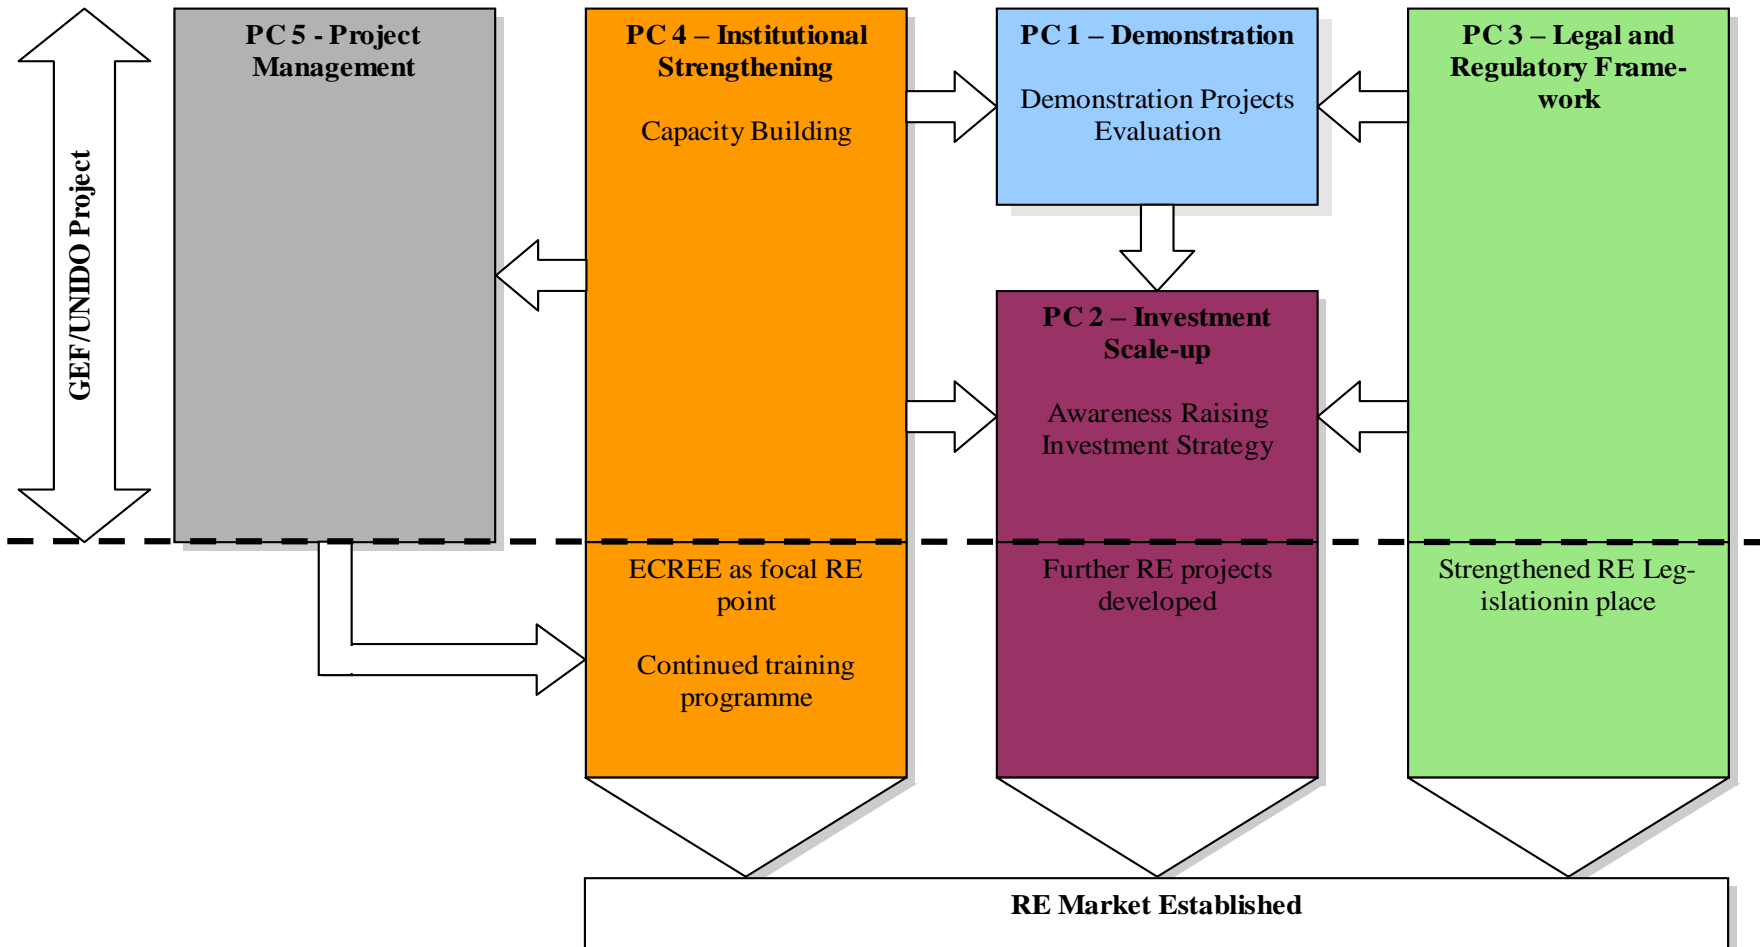 GEF/UNIDO Project
PC 5 - Project
Management
PC 4 – Institutional
Strengthening
Capacity Building
ECREE as focal RE
point
Continued training
programme
PC 1 – Demonstration
Demonstration Projects
Evaluation
PC 2 – Investment
Scale-up
Awareness Raising
Investment Strategy
Further RE projects
developed
PC 3 – Legal and
Regulatory Frame-
work
Strengthened RE Leg-
islationin place
RE Market Established